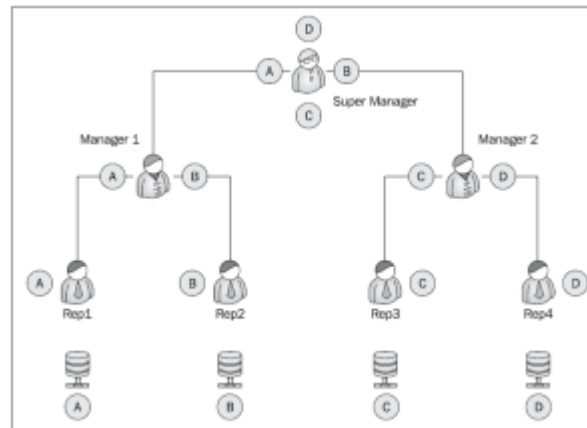 D
A B
Super Manager
C
Manager 1 Manager 2
A B C D
A B C D
Rep1 Rep2 Rep3 Rep4
A B C D